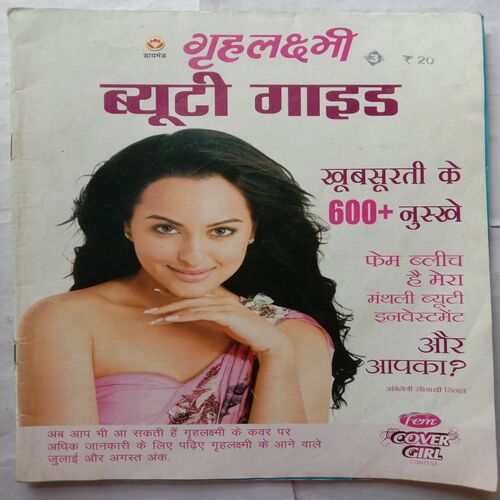 डायमंड
गृहलक्ष्मी
3 ₹ 20
ब्यूटी गाइड
खूबसूरती के
600+ नुस्खे
फेम ब्लीच
है मेरा
मंथली ब्यूटी
इनवेस्टमेंट
और
आपका?
अभिनेत्री सोनाक्षी सिन्हा
अब आप भी आ सकती हैं गृहलक्ष्मी के कवर पर
अधिक जानकारी के लिए पढ़िए गृहलक्ष्मी के आने वाले
जुलाई और अगस्त अंक.
Fem
COVER
GIRL
CONTEST